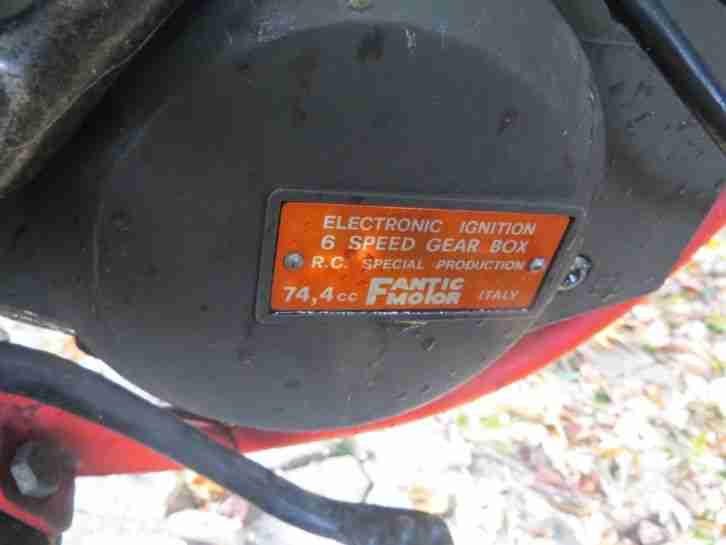 ELECTRONIC IGNITION
6 SPEED GEAR BOX
R.C. SPECIAL PRODUCTION
74,4cc FANTIC MOTOR ITALY